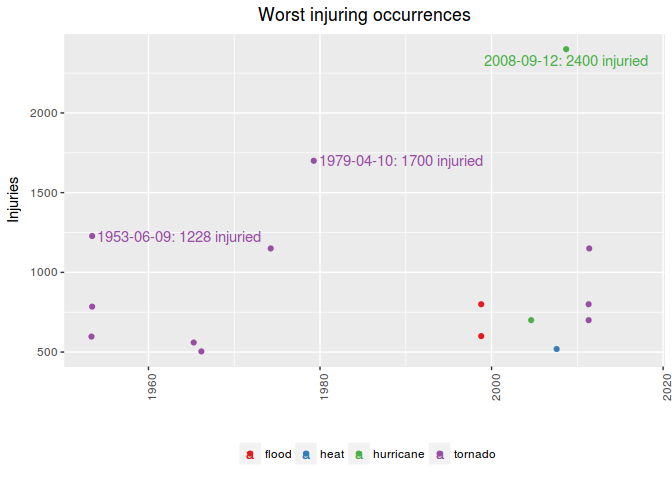 Worst injuring occurrences
2008-09-12: 2400 injuried
2000
1979-04-10: 1700 injuried
1500
1953-06-09: 1228 injuried
1000
500
Injuries
1960
1980
2000
2020
a flood a heat a hurricane a tornado